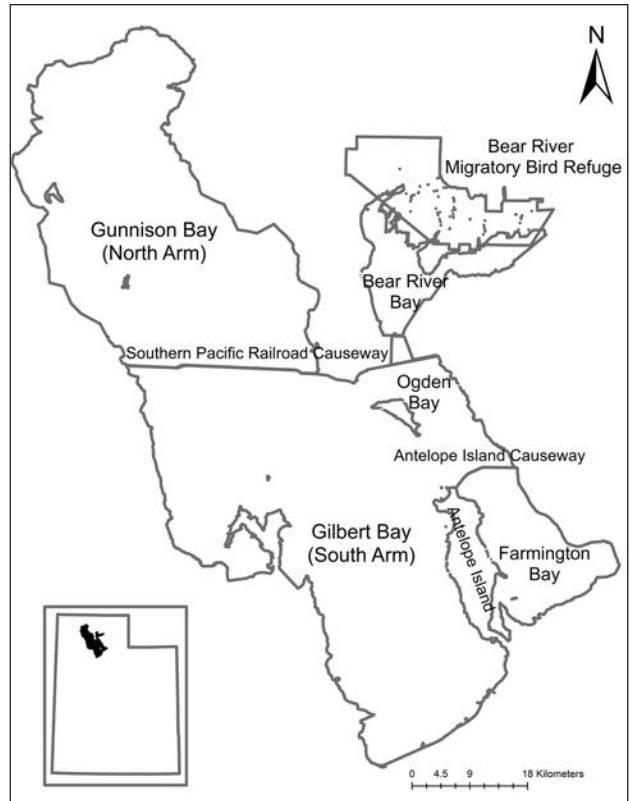 N
Bear River
Migratory Bird Refuge
Gunnison Bay
(North Arm)
Bear River
Bay
Southern Pacific Railroad Causeway
Ogden
Bay
Antelope Island Causeway
Gilbert Bay
(South Arm)
Antelope Island
Farmington
Bay
0 4.5 9 18 Kilometers